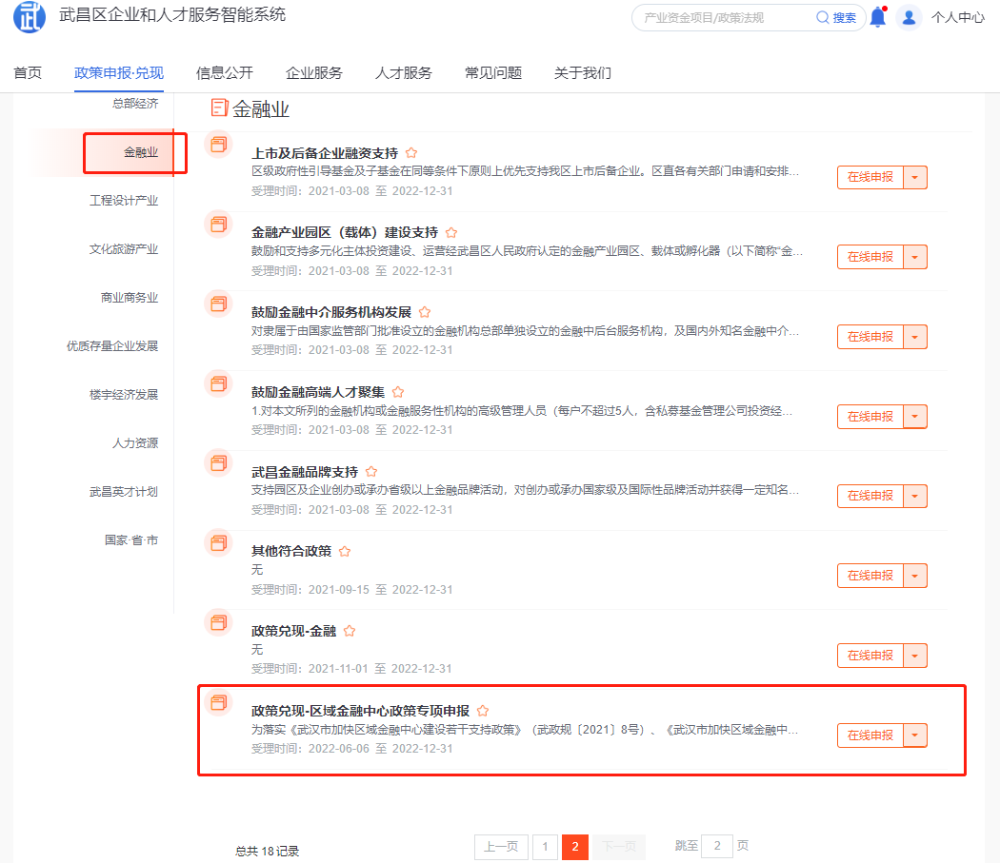 武昌区企业和人才服务智能系统
产业资金项目/政策法规
搜索
个人中心
首页
政策申报·兑现
信息公开
企业服务
人才服务
常见问题
关于我们
总部经济
金融业
工程设计产业
文化旅游产业
商业商务业
优质存量企业发展
楼宇经济发展
人力资源
武昌英才计划
国家·省·市
金融业
上市及后备企业融资支持
区级政府性引导基金及子基金在同等条件下原则上优先支持我区上市后备企业。区直各有关部门申请和安排...
受理时间：2021-03-08 至 2022-12-31
在线申报
金融产业园区（载体）建设支持
鼓励和支持多元化主体投资建设、运营经武昌区人民政府认定的金融产业园区、载体或孵化器（以下简称“金...
受理时间：2021-03-08 至 2022-12-31
在线申报
鼓励金融中介服务机构发展
对隶属于由国家监管部门批准设立的金融机构总部单独设立的金融中后台服务机构，及国内外知名金融中介...
受理时间：2021-03-08 至 2022-12-31
在线申报
鼓励金融高端人才聚集
1.对本文所列的金融机构或金融服务性机构的高级管理人员（每户不超过5人，含私募基金管理公司投资经...
受理时间：2021-03-08 至 2022-12-31
在线申报
武昌金融品牌支持
支持园区及企业创办或承办省级以上金融品牌活动，对创办或承办国家级及国际性品牌活动并获得一定知名...
受理时间：2021-03-08 至 2022-12-31
在线申报
其他符合政策
无
受理时间：2021-09-15 至 2022-12-31
在线申报
政策兑现-金融
无
受理时间：2021-11-01 至 2022-12-31
在线申报
政策兑现-区域金融中心政策专项申报
为落实《武汉市加快区域金融中心建设若干支持政策》（武政规〔2021〕8号）、《武汉市加快区域金融中...
受理时间：2022-06-06 至 2022-12-31
在线申报
总共 18 记录
上一页
1
2
下一页
跳至 2 页